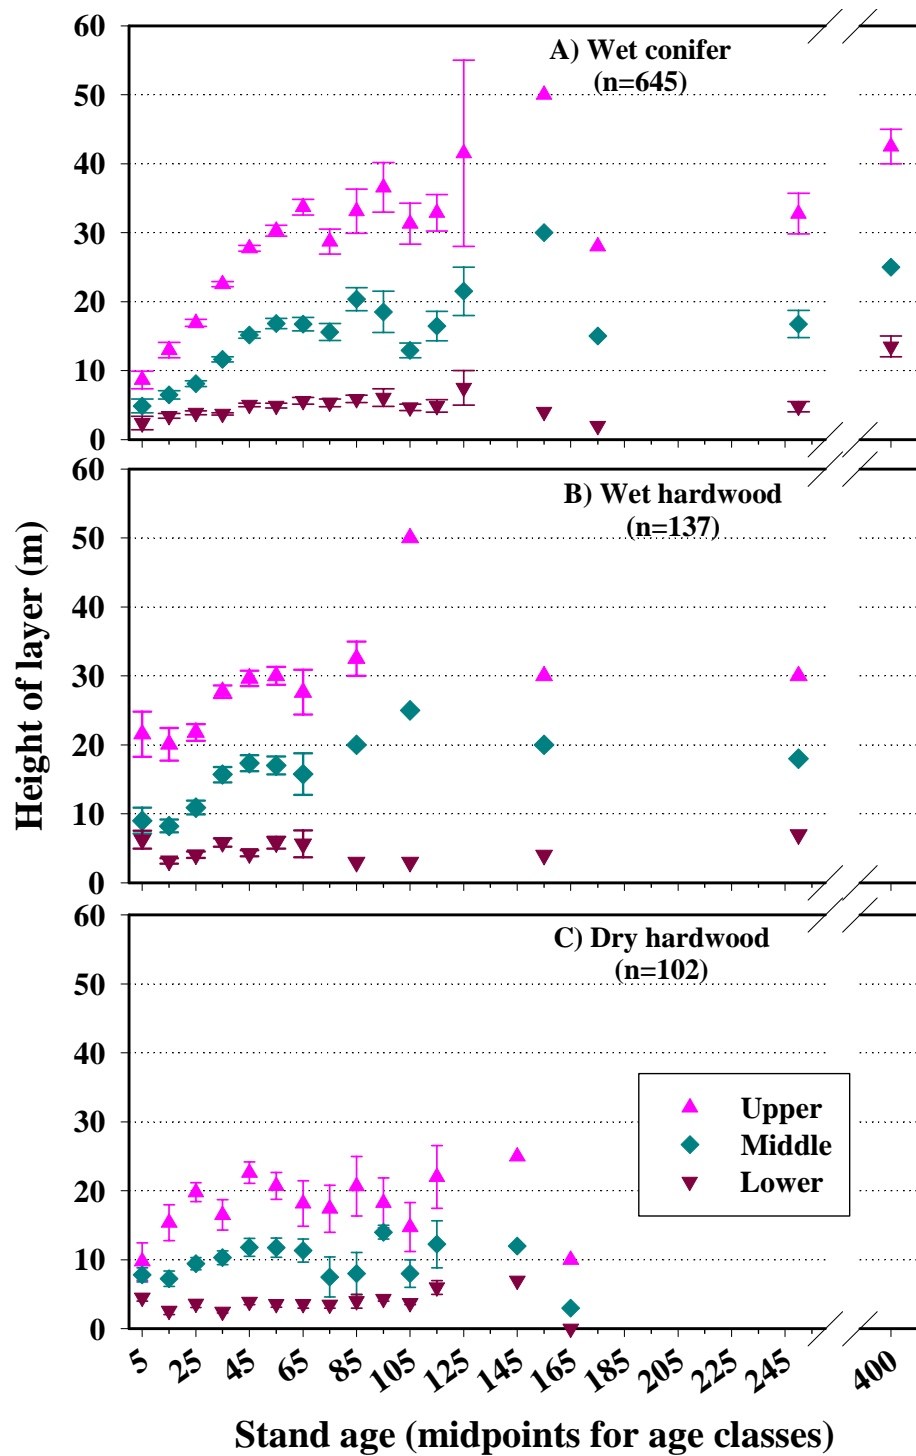 60
50
40
30
20
10
0
A) Wet conifer
(n=645)
60
50
40
30
20
10
0
B) Wet hardwood
(n=137)
Height of layer (m)
60
50
40
30
20
10
0
C) Dry hardwood
(n=102)
Upper
Middle
Lower
5 25 45 65 85 105 125 145 165 185 205 225 245 400
Stand age (midpoints for age classes)